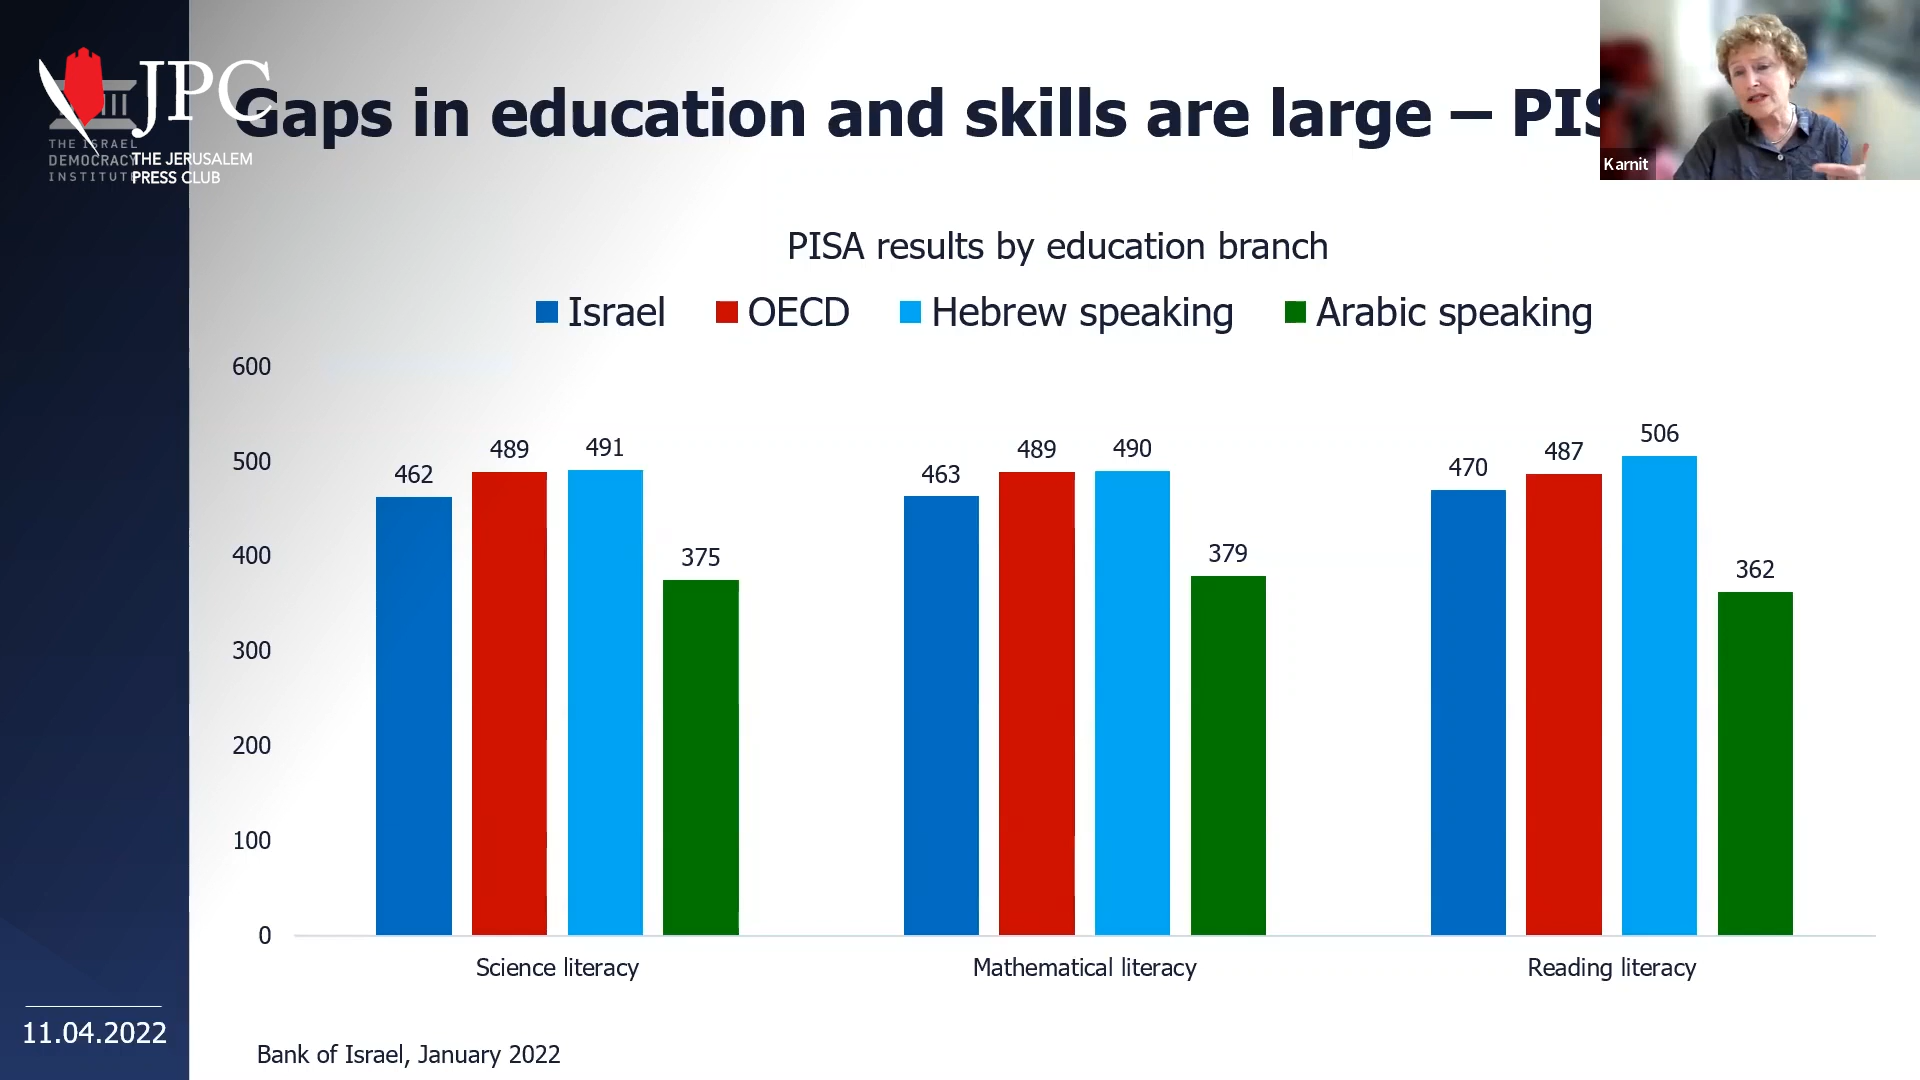 JPC
THE JERUSALEM
PRESS CLUB
THE ISRAEL
DEMOCRACY
INSTITUTE
Gaps in education and skills are large – PIS
Karnit
PISA results by education branch
Israel OECD Hebrew speaking Arabic speaking
600
500
400
300
200
100
0
462 489 491 375
463 489 490 379
470 487 506 362
Science literacy Mathematical literacy Reading literacy
11.04.2022
Bank of Israel, January 2022